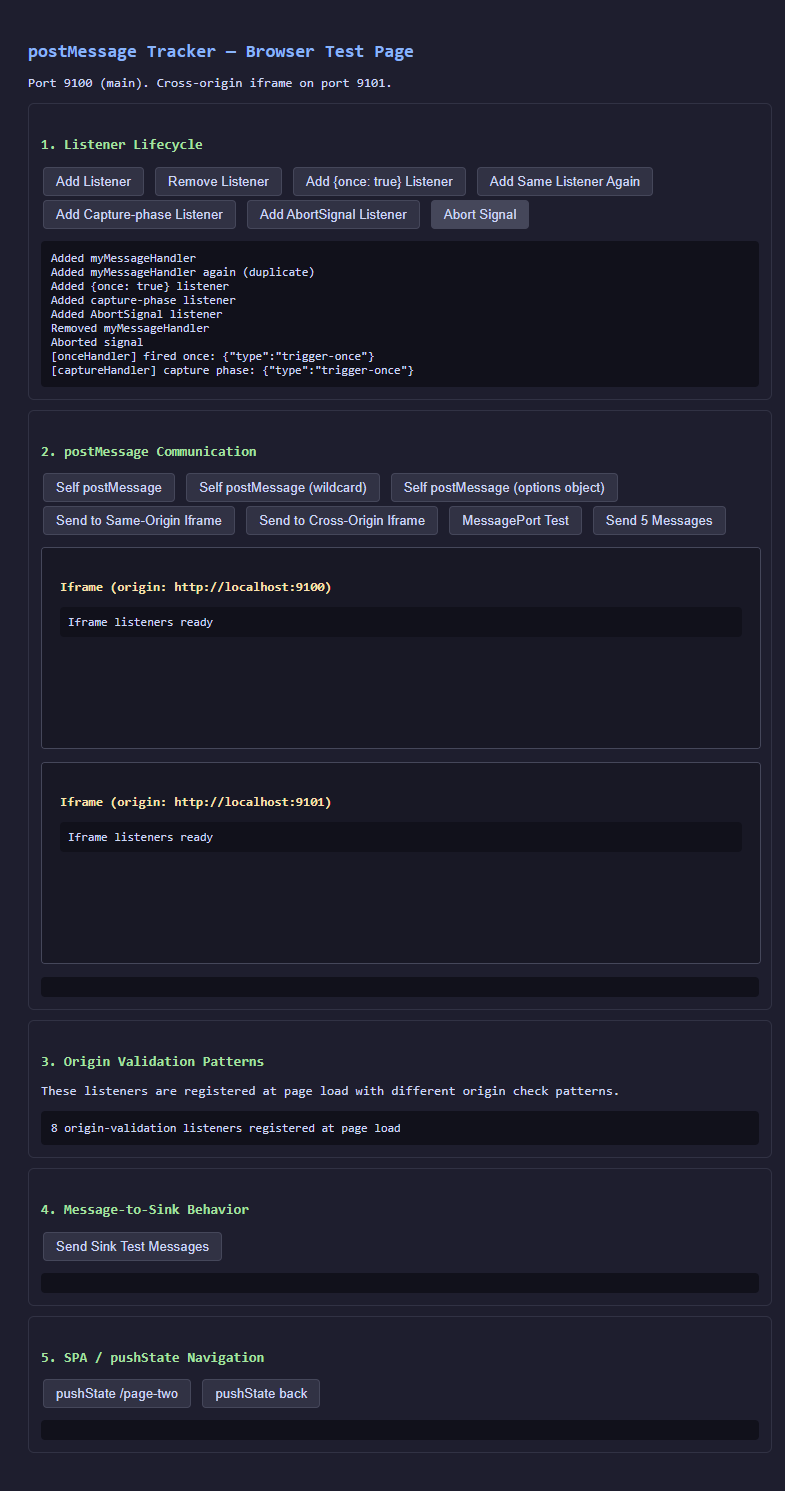 postMessage Tracker — Browser Test Page
Port 9100 (main). Cross-origin iframe on port 9101.
1. Listener Lifecycle
Add Listener Remove Listener Add {once: true} Listener Add Same Listener Again
Add Capture-phase Listener Add AbortSignal Listener Abort Signal
Added myMessageHandler
Added myMessageHandler again (duplicate)
Added {once: true} listener
Added capture-phase listener
Added AbortSignal listener
Removed myMessageHandler
Aborted signal
[onceHandler] fired once: {"type":"trigger-once"}
[captureHandler] capture phase: {"type":"trigger-once"}
2. postMessage Communication
Self postMessage Self postMessage (wildcard) Self postMessage (options object)
Send to Same-Origin Iframe Send to Cross-Origin Iframe MessagePort Test Send 5 Messages
Iframe (origin: http://localhost:9100)
Iframe listeners ready
Iframe (origin: http://localhost:9101)
Iframe listeners ready
3. Origin Validation Patterns
These listeners are registered at page load with different origin check patterns.
8 origin-validation listeners registered at page load
4. Message-to-Sink Behavior
Send Sink Test Messages
5. SPA / pushState Navigation
pushState /page-two pushState back